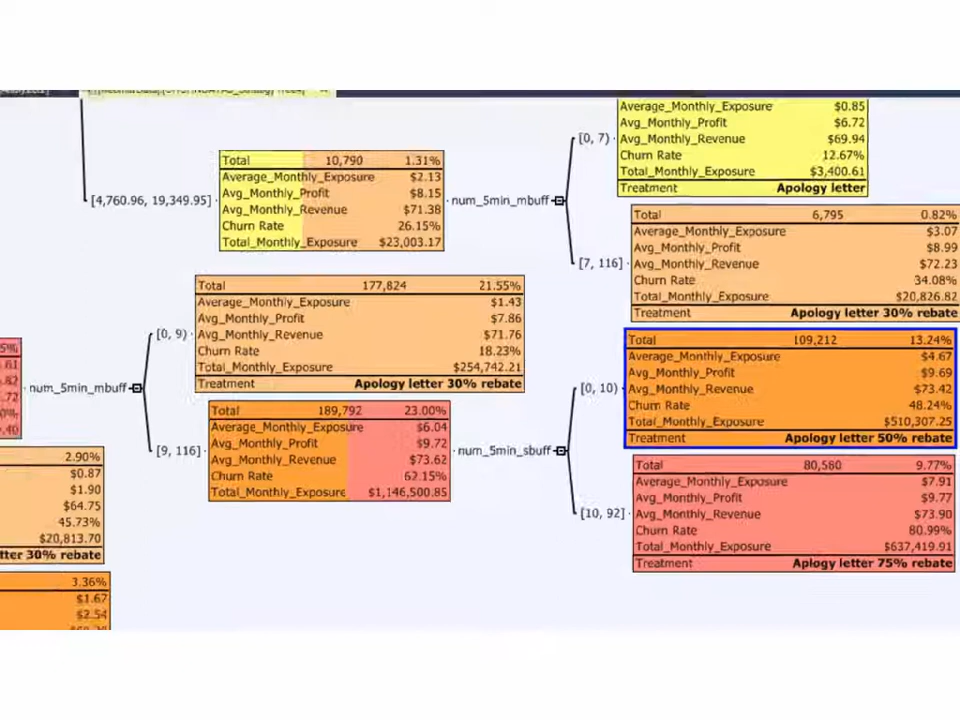 Average_Monthly_Exposure $0.85
Avg_Monthly_Profit $6.72
[0, 7)
Avg_Monthly_Revenue $69.94
Churn Rate 12.67%
Total_Monthly_Exposure $3,400.61
Treatment Apology letter
Total 10,790 1.31%
Average_Monthly_Exposure $2.13
Avg_Monthly_Profit $8.15
[4,760.96, 19,349.95]
Avg_Monthly_Revenue $71.38
Churn Rate 26.15%
Total_Monthly_Exposure $23,003.17
num_5min_mbuff
Total 6,795 0.82%
Average_Monthly_Exposure $3.07
Avg_Monthly_Profit $8.99
[7, 116]
Avg_Monthly_Revenue $72.23
Churn Rate 34.08%
Total_Monthly_Exposure $20,826.82
Treatment Apology letter 30% rebate
Total 177,824 21.55%
Average_Monthly_Exposure $1.43
Avg_Monthly_Profit $7.86
[0, 9)
Avg_Monthly_Revenue $71.76
Churn Rate 18.23%
Total_Monthly_Exposure $254,742.21
Treatment Apology letter 30% rebate
num_5min_mbuff
Total 109,212 13.24%
Average_Monthly_Exposure $4.67
Avg_Monthly_Profit $9.69
[0, 10)
Avg_Monthly_Revenue $73.42
Churn Rate 48.24%
Total_Monthly_Exposure $510,307.25
Treatment Apology letter 50% rebate
Total 189,792 23.00%
Average_Monthly_Exposure $6.04
Avg_Monthly_Profit $9.72
[9, 116]
Avg_Monthly_Revenue $73.62
Churn Rate 62.15%
Total_Monthly_Exposure $1,146,500.85
num_5min_sbuff
Total 80,580 9.77%
Average_Monthly_Exposure $7.91
Avg_Monthly_Profit $9.77
[10, 92]
Avg_Monthly_Revenue $73.90
Churn Rate 80.99%
Total_Monthly_Exposure $637,419.91
Treatment Aplogy letter 75% rebate
2.90%
$0.87
$1.90
$64.75
45.73%
$20,813.70
tter 30% rebate
3.36%
$1.67
$2.54